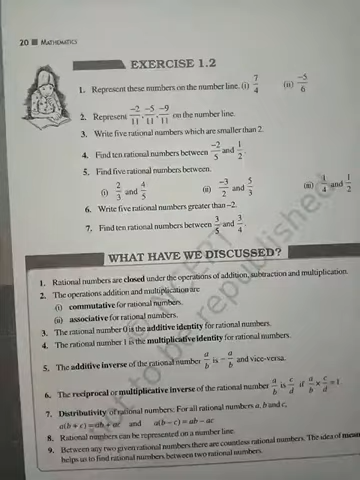 20 MATHEMATICS
EXERCISE 1.2
1. Represent these numbers on the number line. (i) 7/4 (ii) -5/6
2. Represent -2/11, -5/11, -9/11 on the number line.
3. Write five rational numbers which are smaller than 2.
4. Find ten rational numbers between -2/5 and 1/2.
5. Find five rational numbers between.
(i) 2/3 and 4/5 (ii) -3/2 and 5/3 (iii) 1/4 and 1/2
6. Write five rational numbers greater than –2.
7. Find ten rational numbers between 3/5 and 3/4.
WHAT HAVE WE DISCUSSED?
1. Rational numbers are closed under the operations of addition, subtraction and multiplication.
2. The operations addition and multiplication are
(i) commutative for rational numbers.
(ii) associative for rational numbers.
3. The rational number 0 is the additive identity for rational numbers.
4. The rational number 1 is the multiplicative identity for rational numbers.
5. The additive inverse of the rational number a/b is -a/b and vice-versa.
6. The reciprocal or multiplicative inverse of the rational number a/b is c/d if a/b × c/d = 1
7. Distributivity of rational numbers: For all rational numbers a, b and c,
a(b + c) = ab + ac and a(b – c) = ab – ac
8. Rational numbers can be represented on a number line.
9. Between any two given rational numbers there are countless rational numbers. The idea of mean
helps us to find rational numbers between two rational numbers.
to be republished